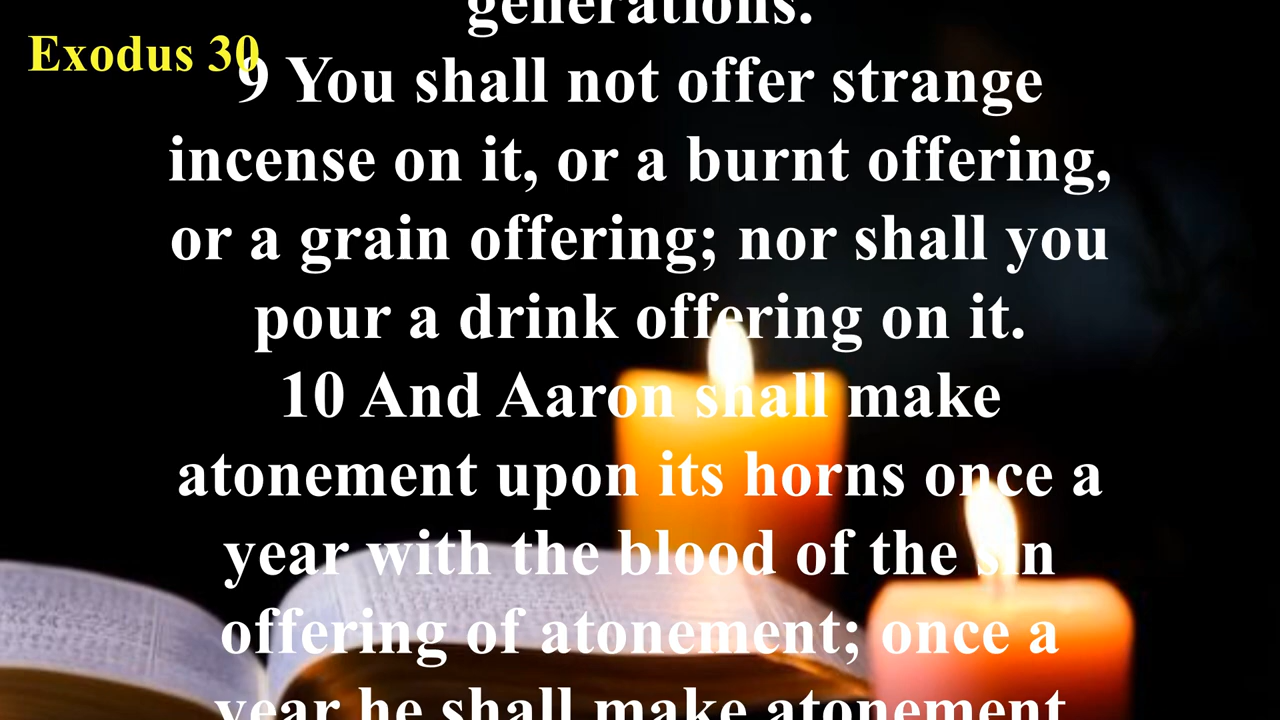 generations.
Exodus 30
9 You shall not offer strange
incense on it, or a burnt offering,
or a grain offering; nor shall you
pour a drink offering on it.
10 And Aaron shall make
atonement upon its horns once a
year with the blood of the sin
offering of atonement; once a
year he shall make atonement